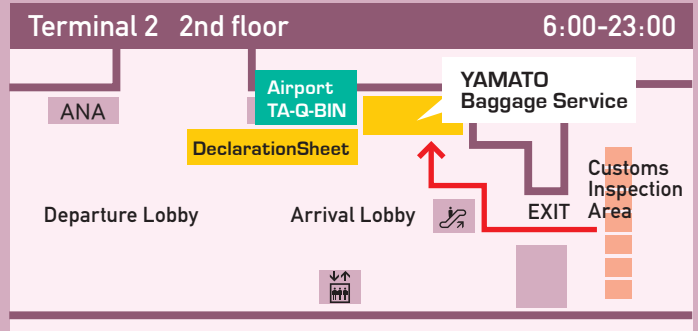 Terminal 2 2nd floor 6:00-23:00
YAMATO
Baggage Service
Airport
TA-Q-BIN
ANA
DeclarationSheet
Customs
Inspection
Area
Departure Lobby
Arrival Lobby
EXIT